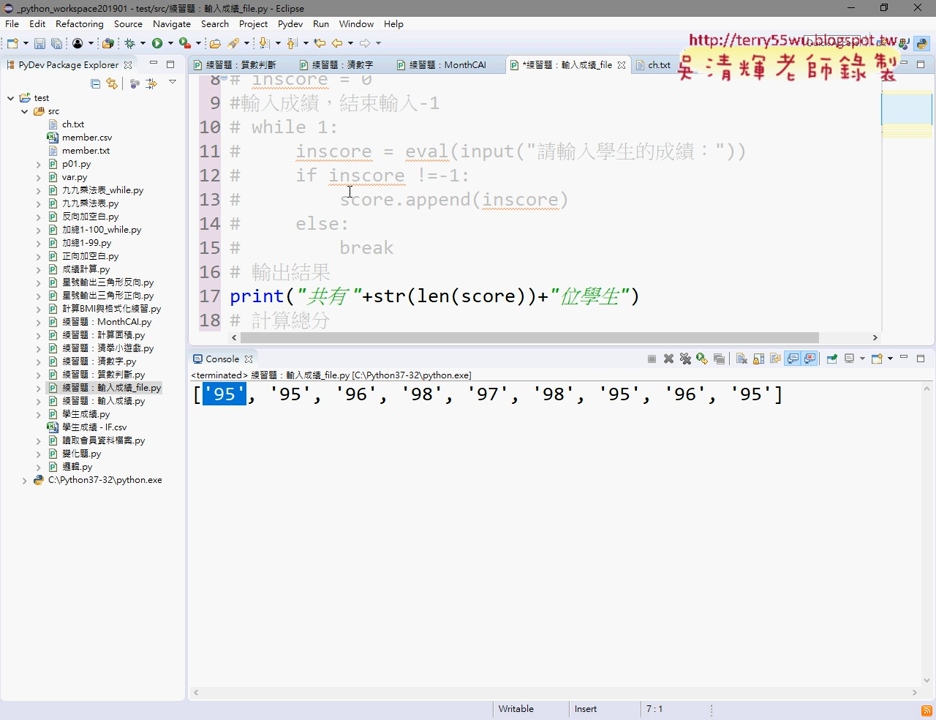 _python_workspace201901 - test/src/練習題：輸入成績_file.py - Eclipse
File Edit Refactoring Source Navigate Search Project Pydev Run Window Help
http://terry55wu.blogspot.tw
吳清輝老師錄製
PyDev Package Explorer
練習題：質數判斷
練習題：猜數字
練習題：MonthCAI
*練習題：輸入成績_file
ch.txt
test
src
ch.txt
member.csv
member.txt
p01.py
var.py
九九乘法表_while.py
九九乘法表.py
反向加空白.py
加總1-100_while.py
加總1-99.py
正向加空白.py
成績計算.py
星號輸出三角形反向.py
星號輸出三角形正向.py
計算BMI與格式化練習.py
練習題：MonthCAI.py
練習題：計算面積.py
練習題：猜拳小遊戲.py
練習題：猜數字.py
練習題：質數判斷.py
練習題：輸入成績_file.py
練習題：輸入成績.py
學生成績.py
學生成績 - IF.csv
讀取會員資料檔案.py
變化題.py
邏輯.py
C:\Python37-32\python.exe
8 # inscore = 0
9 #輸入成績，結束輸入-1
10 # while 1:
11 #     inscore = eval(input("請輸入學生的成績："))
12 #     if inscore !=-1:
13 #         score.append(inscore)
14 #     else:
15 #         break
16 # 輸出結果
17 print("共有"+str(len(score))+"位學生")
18 # 計算總分
Console
<terminated> 練習題：輸入成績_file.py [C:\Python37-32\python.exe]
['95', '95', '96', '98', '97', '98', '95', '96', '95']
Writable Insert 7 : 1